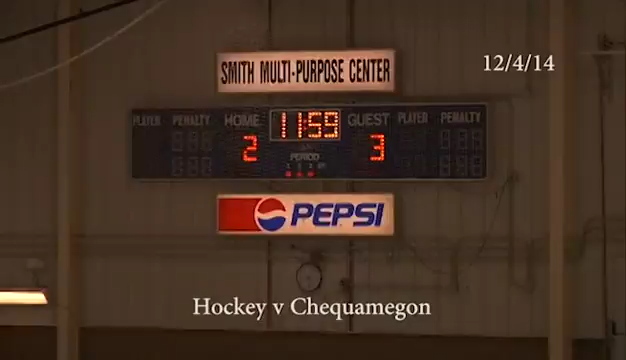 SMITH MULTI-PURPOSE CENTER
12/4/14
PLAYER PENALTY HOME 11:59 GUEST PLAYER PENALTY
2 3
PERIOD
PEPSI
Hockey v Chequamegon